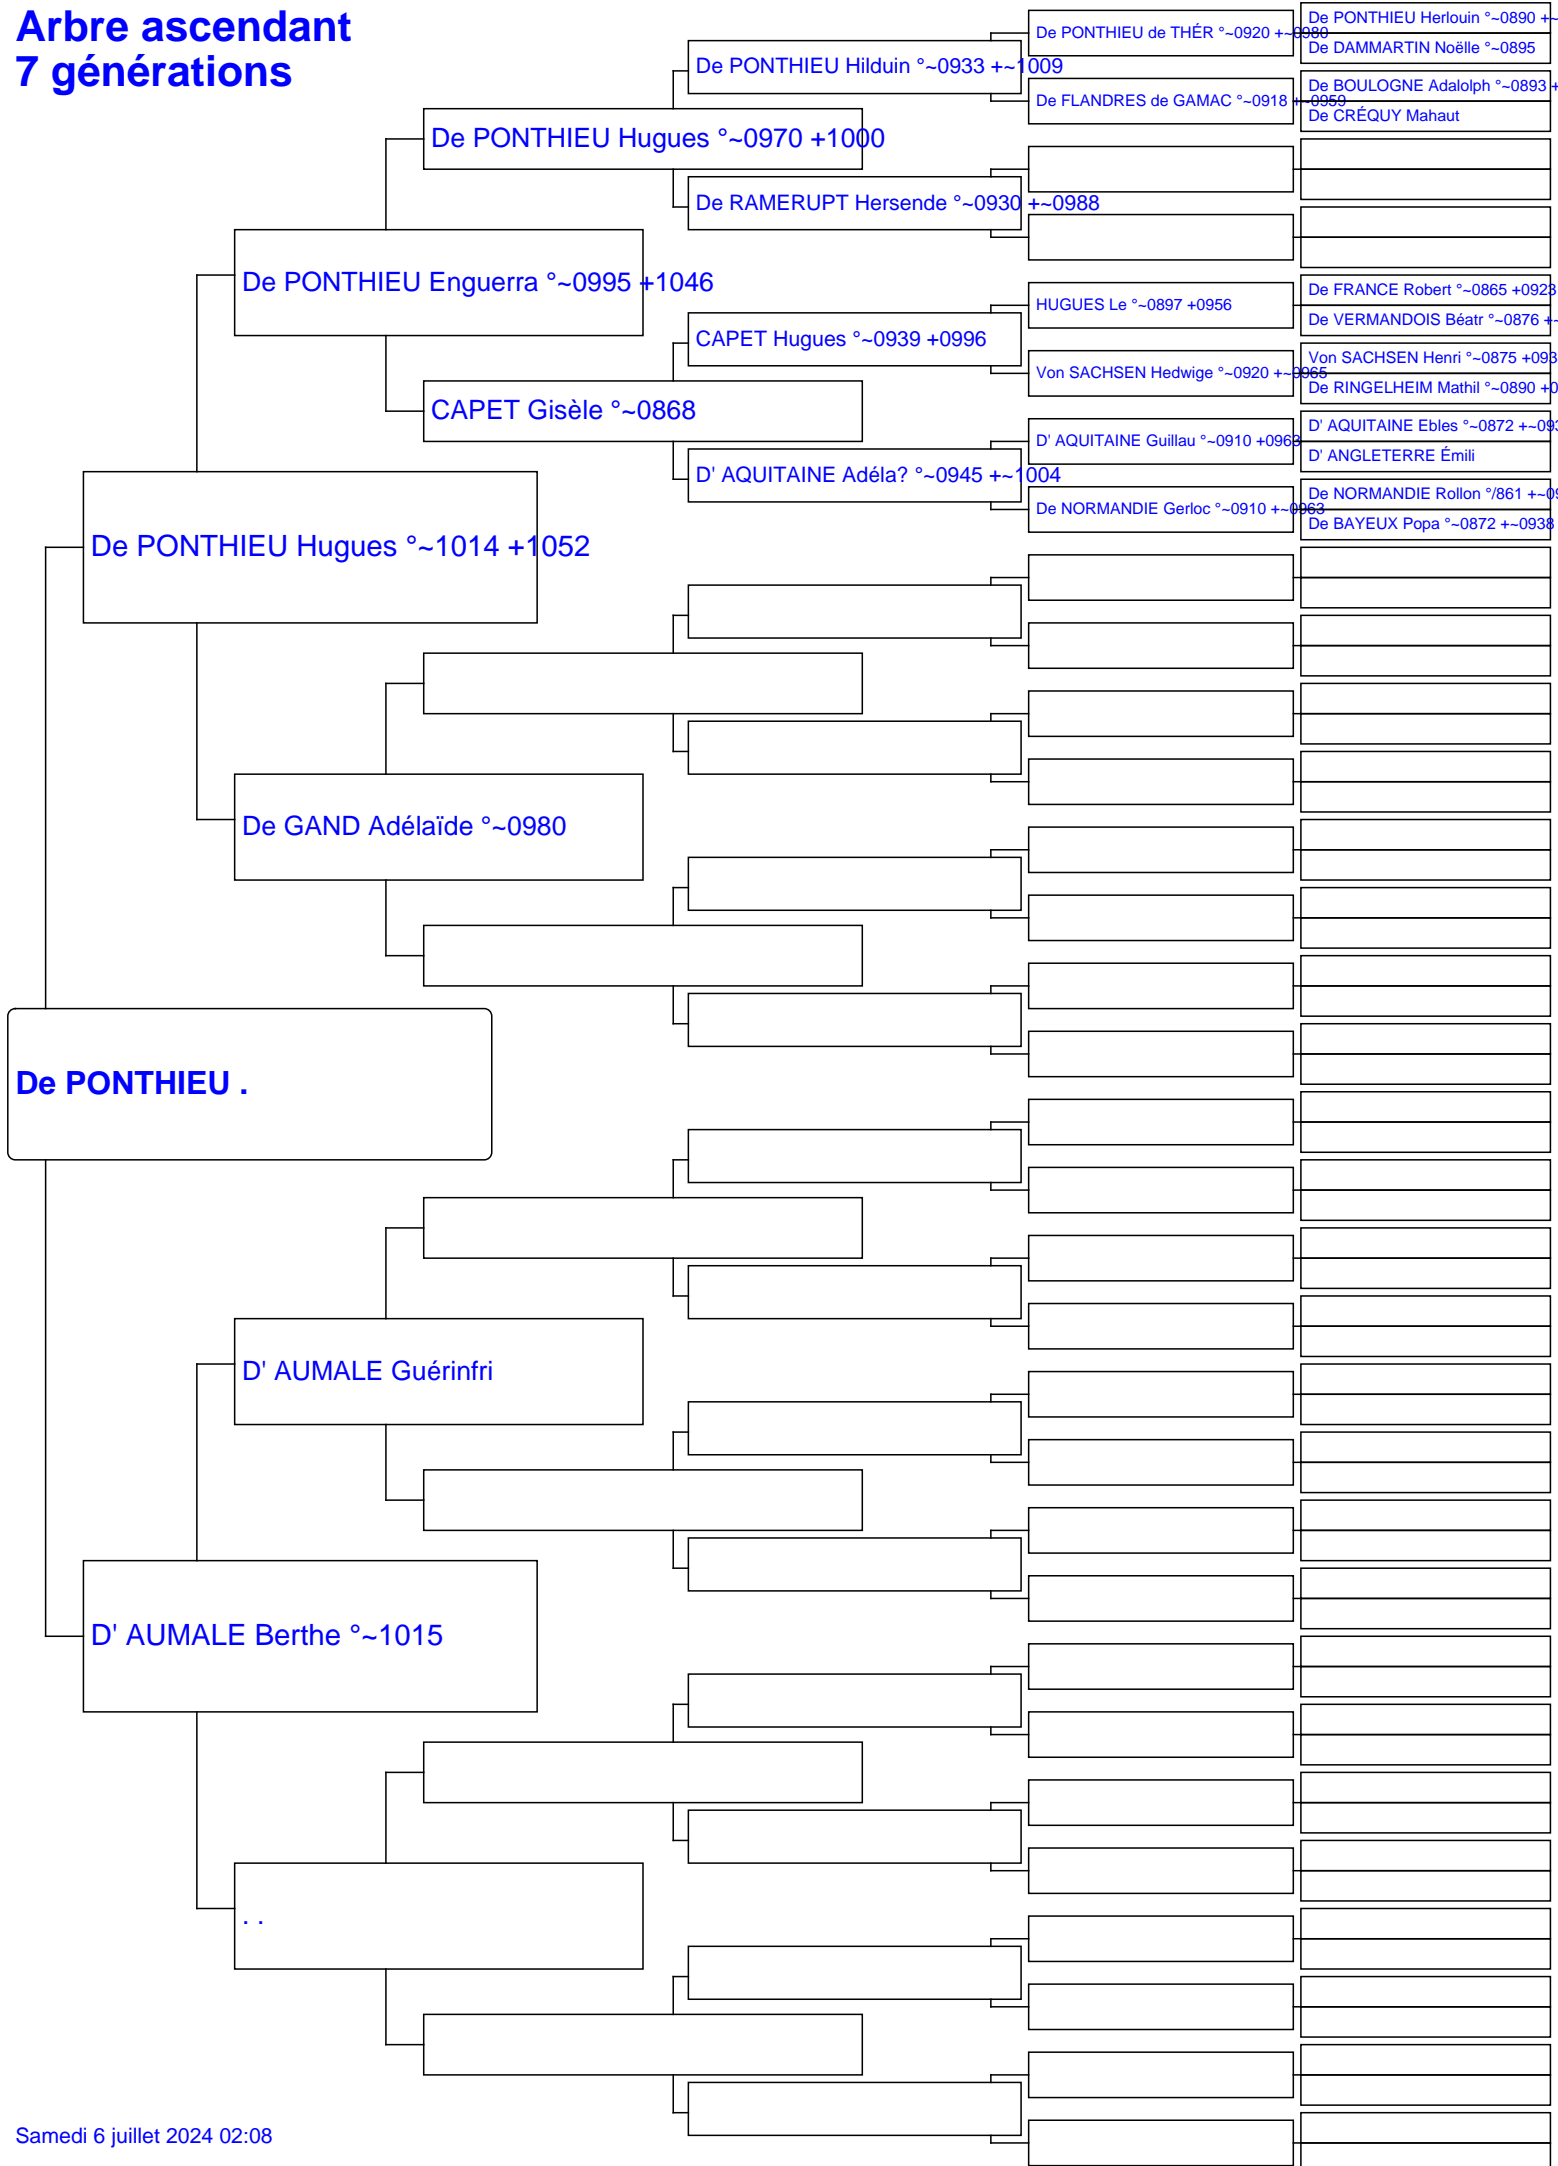 Arbre ascendant
7 générations
De PONTHIEU Herlouin °~0890 +~
De PONTHIEU de THÉR °~0920 +~0980
De DAMMARTIN Noëlle °~0895
De PONTHIEU Hilduin °~0933 +~1009
De BOULOGNE Adalolph °~0893 +
De FLANDRES de GAMAC °~0918 +~0959
De CRÉQUY Mahaut
De PONTHIEU Hugues °~0970 +1000
De RAMERUPT Hersende °~0930 +~0988
De PONTHIEU Enguerra °~0995 +1046
De FRANCE Robert °~0865 +0923
HUGUES Le °~0897 +0956
De VERMANDOIS Béatr °~0876 +~
CAPET Hugues °~0939 +0996
Von SACHSEN Henri °~0875 +093
Von SACHSEN Hedwige °~0920 +~0965
De RINGELHEIM Mathil °~0890 +0
CAPET Gisèle °~0868
D' AQUITAINE Ebles °~0872 +~093
D' AQUITAINE Guillau °~0910 +0963
D' ANGLETERRE Émili
D' AQUITAINE Adéla? °~0945 +~1004
De NORMANDIE Rollon °/861 +~09
De NORMANDIE Gerloc °~0910 +~0963
De BAYEUX Popa °~0872 +~0938
De PONTHIEU Hugues °~1014 +1052
De GAND Adélaïde °~0980
De PONTHIEU .
D' AUMALE Guérinfri
D' AUMALE Berthe °~1015
. .
Samedi 6 juillet 2024 02:08